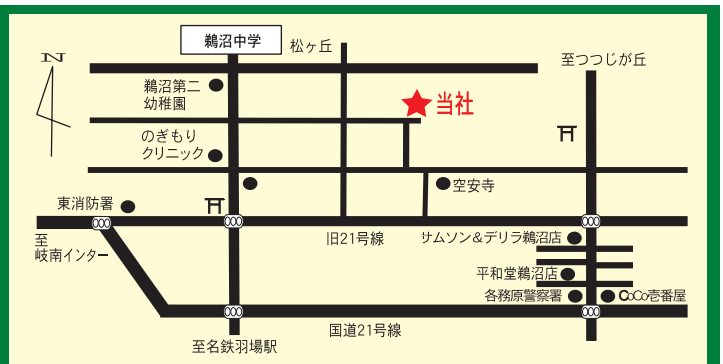 N
鵜沼中学
松ヶ丘
至つつじが丘
鵜沼第二
幼稚園
当社
のぎもり
クリニック
空安寺
東消防署
至
岐南インター
旧21号線
サムソン&デリラ鵜沼店
平和堂鵜沼店
各務原警察署
CoCo壱番屋
国道21号線
至名鉄羽場駅